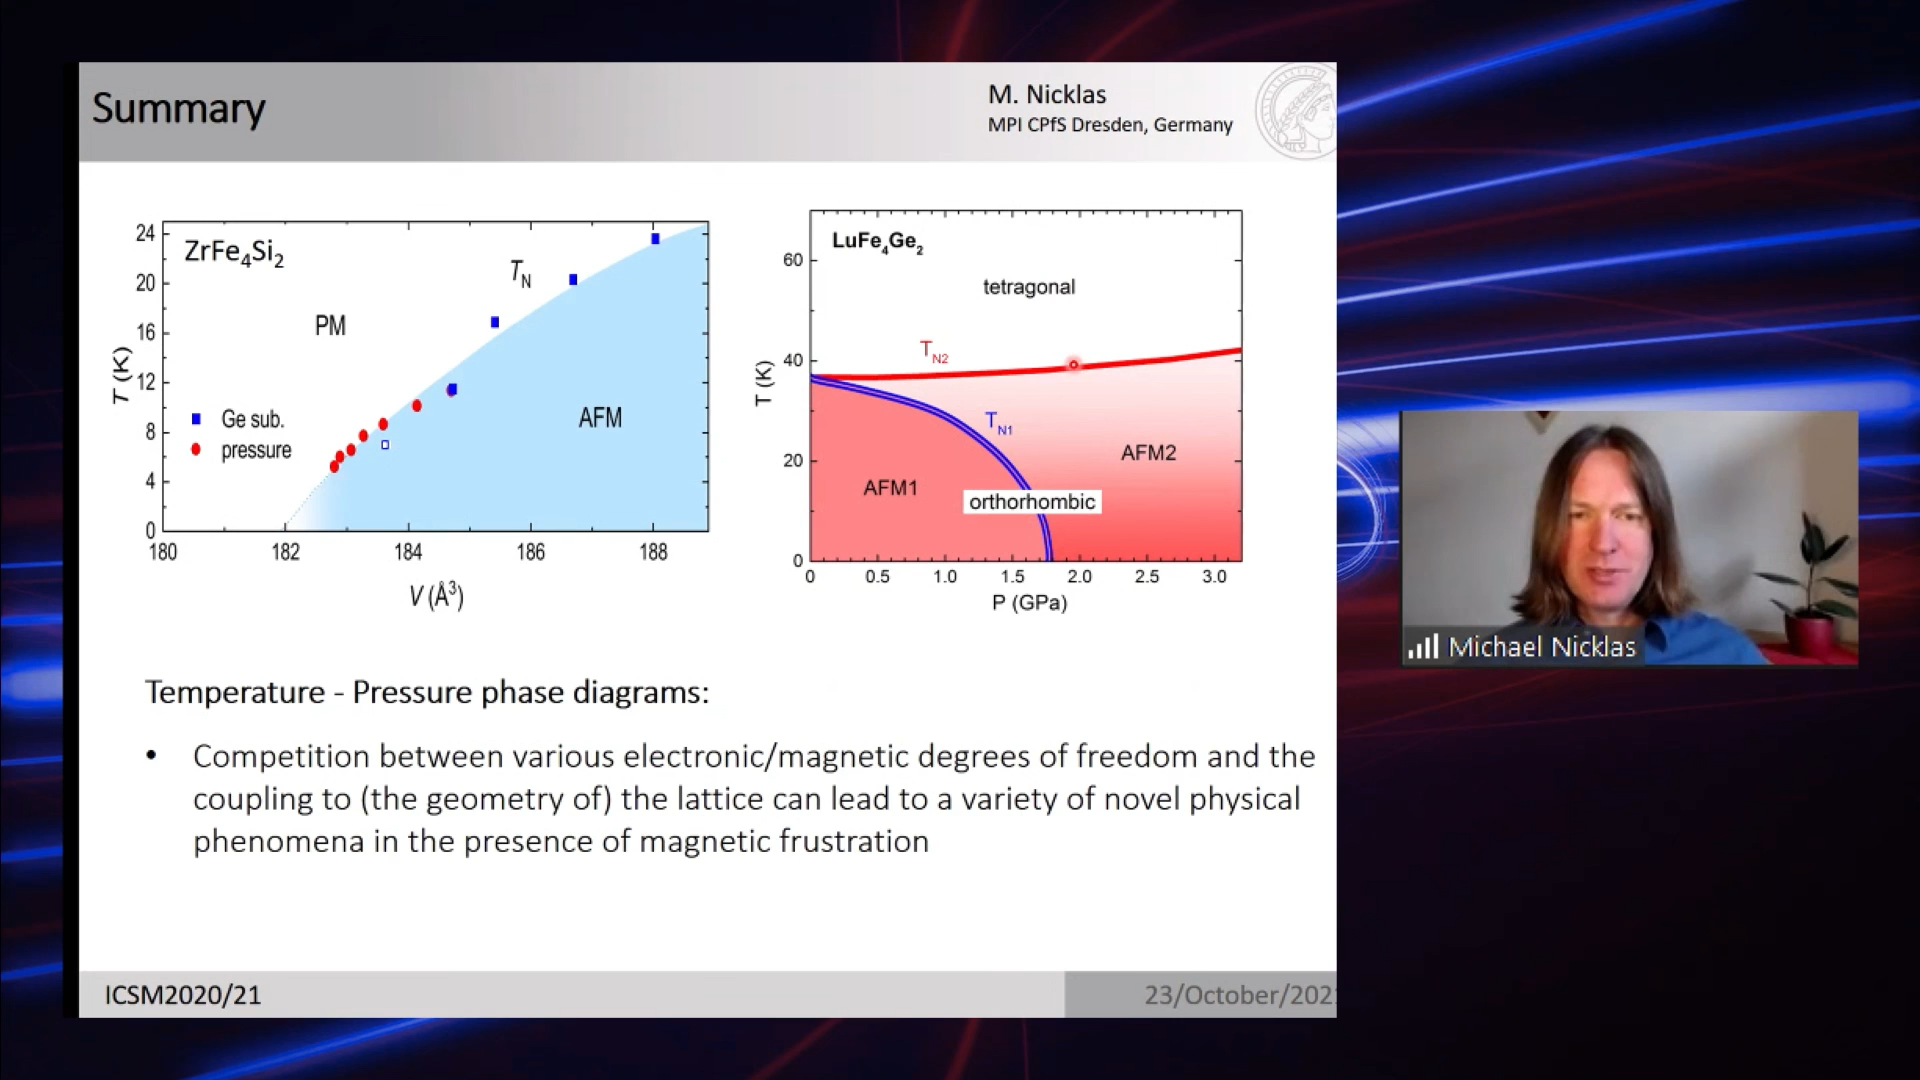 Summary
M. Nicklas
MPI CPfS Dresden, Germany
24
20
16
12
8
4
0
T (K)
ZrFe4Si2
PM
TN
AFM
Ge sub.
pressure
180
182
184
186
188
V (Å³)
60
40
20
0
T (K)
LuFe4Ge2
tetragonal
TN2
TN1
AFM1
AFM2
orthorhombic
0
0.5
1.0
1.5
2.0
2.5
3.0
P (GPa)
Temperature - Pressure phase diagrams:
• Competition between various electronic/magnetic degrees of freedom and the
coupling to (the geometry of) the lattice can lead to a variety of novel physical
phenomena in the presence of magnetic frustration
ICSM2020/21
23/October/202
Michael Nicklas